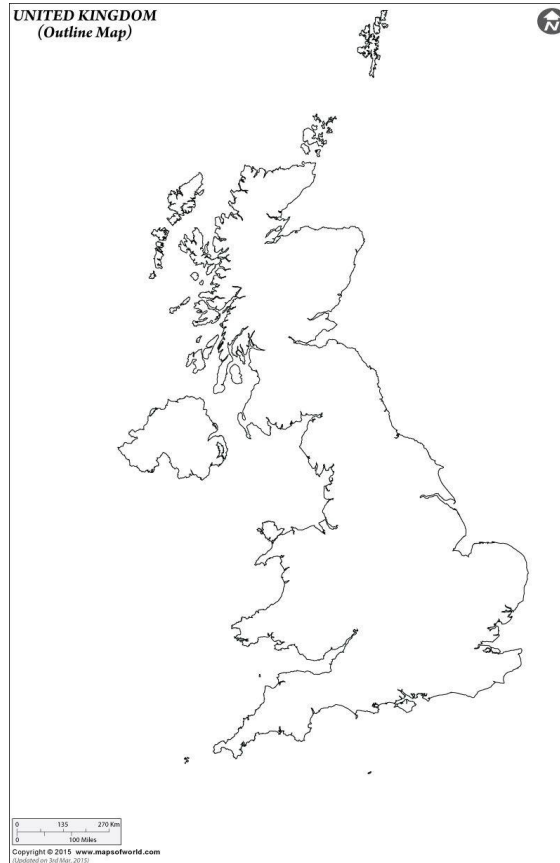 UNITED KINGDOM
(Outline Map)
N
0 135 270 Km
0 100 Miles
Copyright © 2015 www.mapsofworld.com
(Updated on 3rd Mar, 2015)